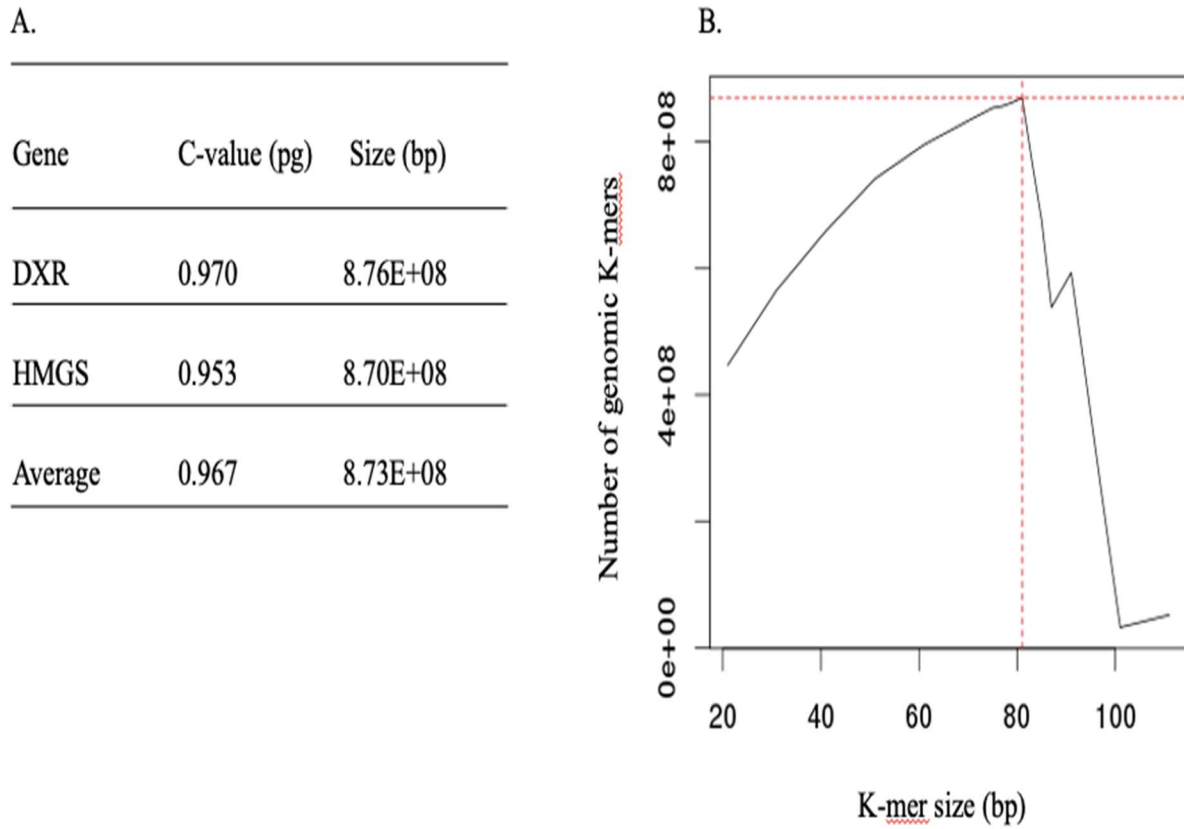 A.
Gene C-value (pg) Size (bp)
DXR 0.970 8.76E+08
HMGS 0.953 8.70E+08
Average 0.967 8.73E+08
B.
Number of genomic K-mers
8e+08
4e+08
0e+00
20 40 60 80 100
K-mer size (bp)